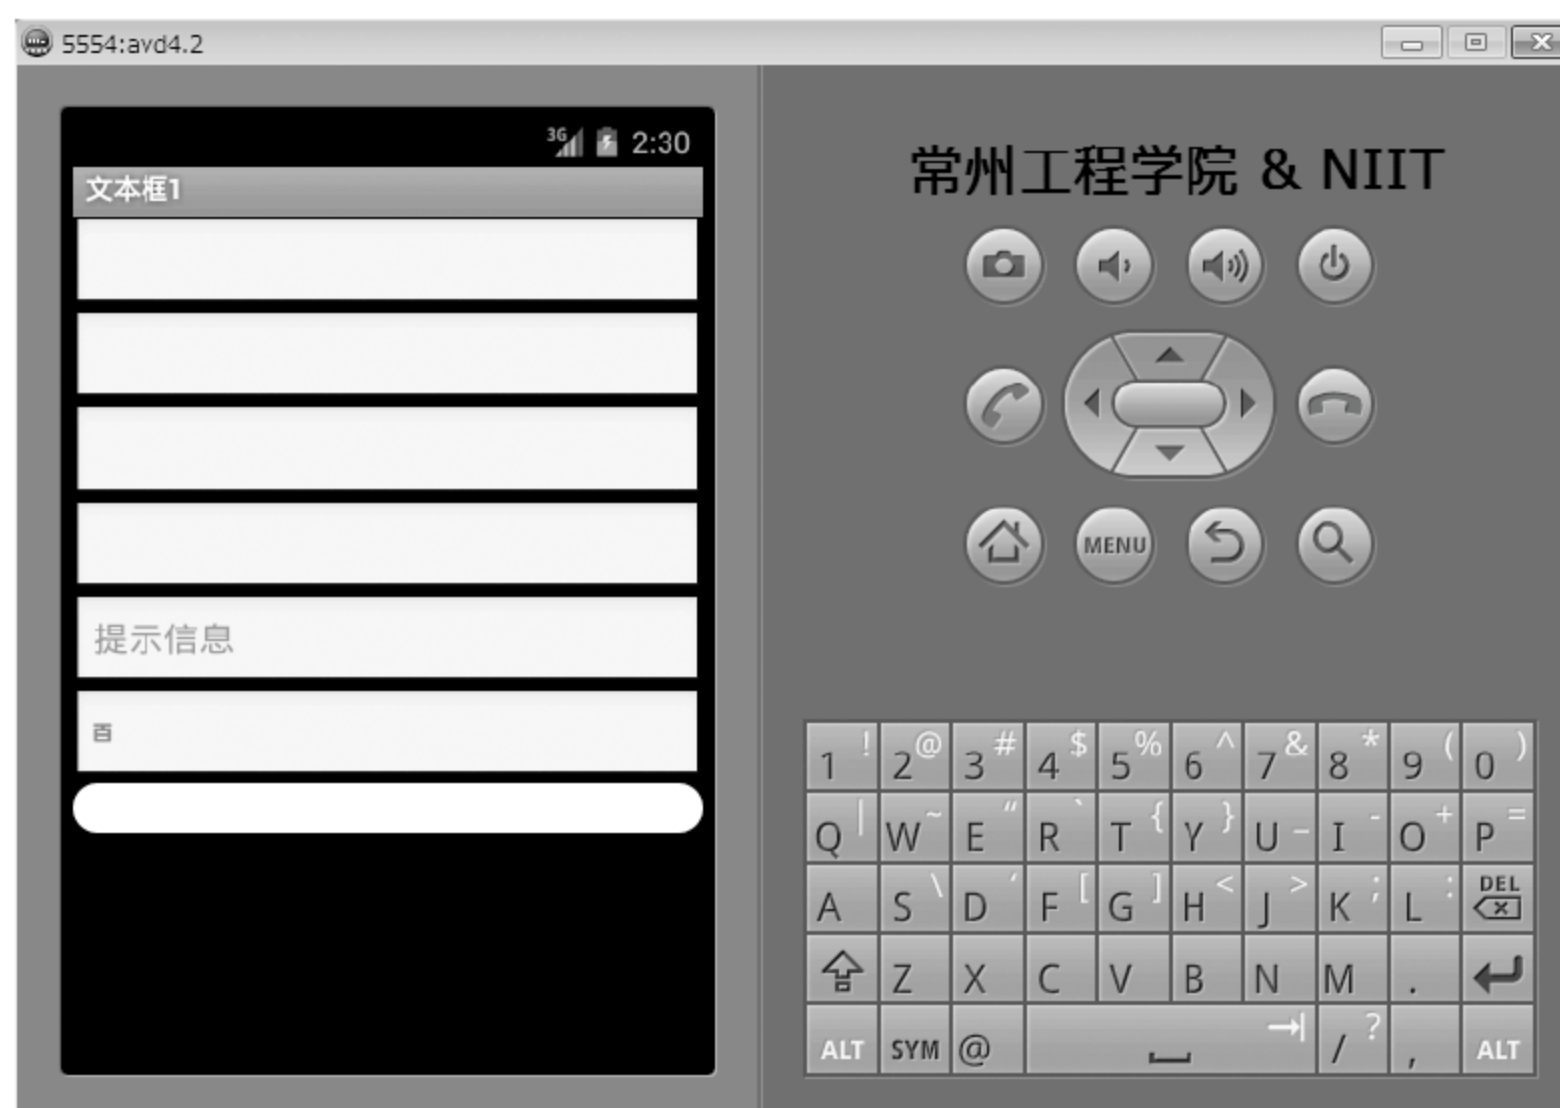 5554:avd4.2
3G 2:30
文本框1
提示信息
百
常州工程学院 & NIIT
MENU
1 ! 2 @ 3 # 4 $ 5 % 6 ^ 7 & 8 * 9 ( 0 )
Q | W ~ E “ R ` T { Y } U _ I - O + P =
A S \ D ‘ F [ G ] H < J > K ; L : DEL
Z X C V B N M .
ALT SYM @ / ? , ALT